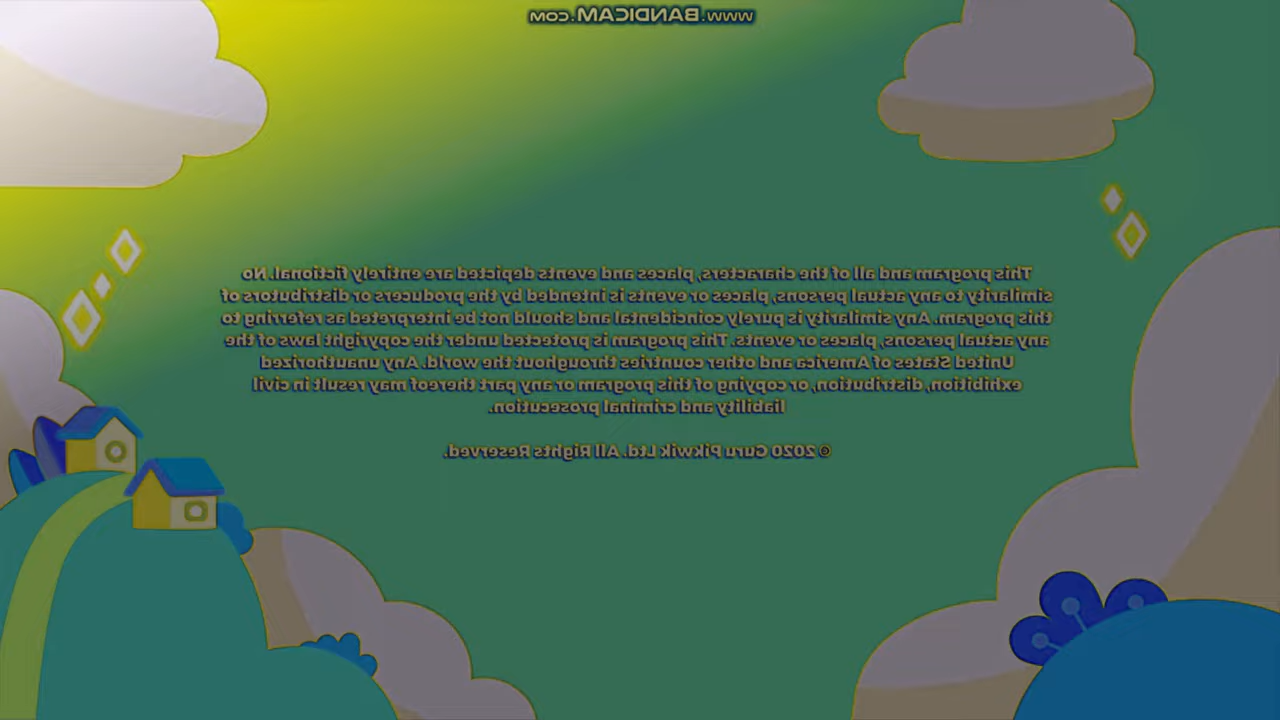 www.BANDICAM.com
This program and all of the characters, places and events depicted are entirely fictional. No
similarity to any actual persons, places or events is intended by the producers or distributors of
this program. Any similarity is purely coincidental and should not be interpreted as referring to
any actual persons, places or events. This program is protected under the copyright laws of the
United States of America and other countries throughout the world. Any unauthorized
exhibition, distribution, or copying of this program or any part thereof may result in civil
liability and criminal prosecution.
© 2020 Guru Pikwik Ltd. All Rights Reserved.